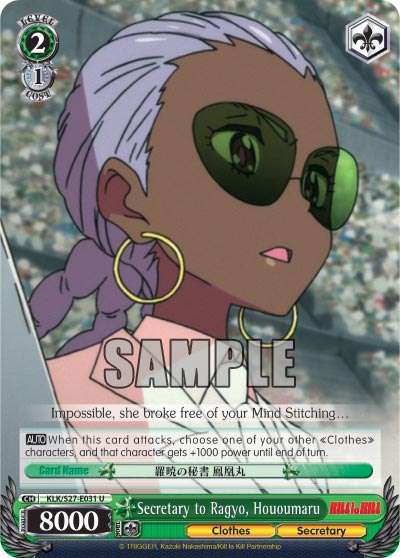 LEVEL
2
1
COST
SAMPLE
Impossible, she broke free of your Mind Stitching…
AUTO When this card attacks, choose one of your other «Clothes»
characters, and that character gets +1000 power until end of turn.
Card Name 羅暁の秘書 鳳凰丸
CH KLK/S27-E031 U
Secretary to Ragyo, Hououmaru KILL la KILL
POWER 8000 SOUL Clothes Secretary
© TRIGGER, Kazuki Nakashima/Kill la Kill Partnership